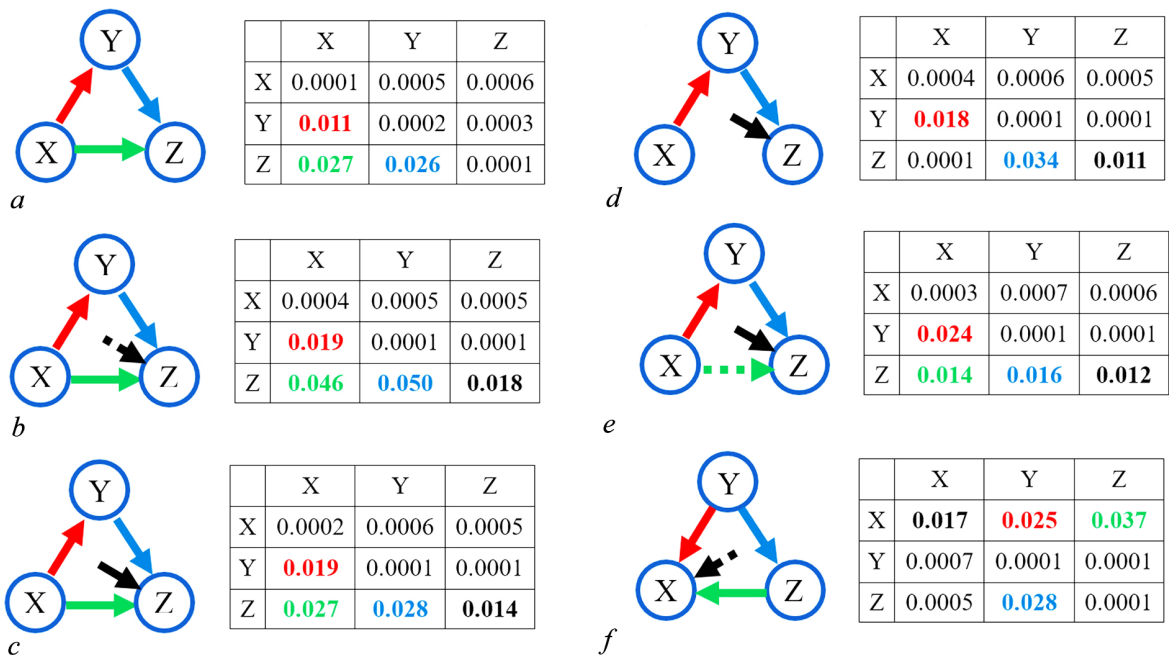 Y
X Z
X Y Z
X 0.0001 0.0005 0.0006
Y 0.011 0.0002 0.0003
Z 0.027 0.026 0.0001
a
Y
X Z
X Y Z
X 0.0004 0.0005 0.0005
Y 0.019 0.0001 0.0001
Z 0.046 0.050 0.018
b
Y
X Z
X Y Z
X 0.0002 0.0006 0.0005
Y 0.019 0.0001 0.0001
Z 0.027 0.028 0.014
c
Y
X Z
X Y Z
X 0.0004 0.0006 0.0005
Y 0.018 0.0001 0.0001
Z 0.0001 0.034 0.011
d
Y
X Z
X Y Z
X 0.0003 0.0007 0.0006
Y 0.024 0.0001 0.0001
Z 0.014 0.016 0.012
e
Y
X Z
X Y Z
X 0.017 0.025 0.037
Y 0.0007 0.0001 0.0001
Z 0.0005 0.028 0.0001
f